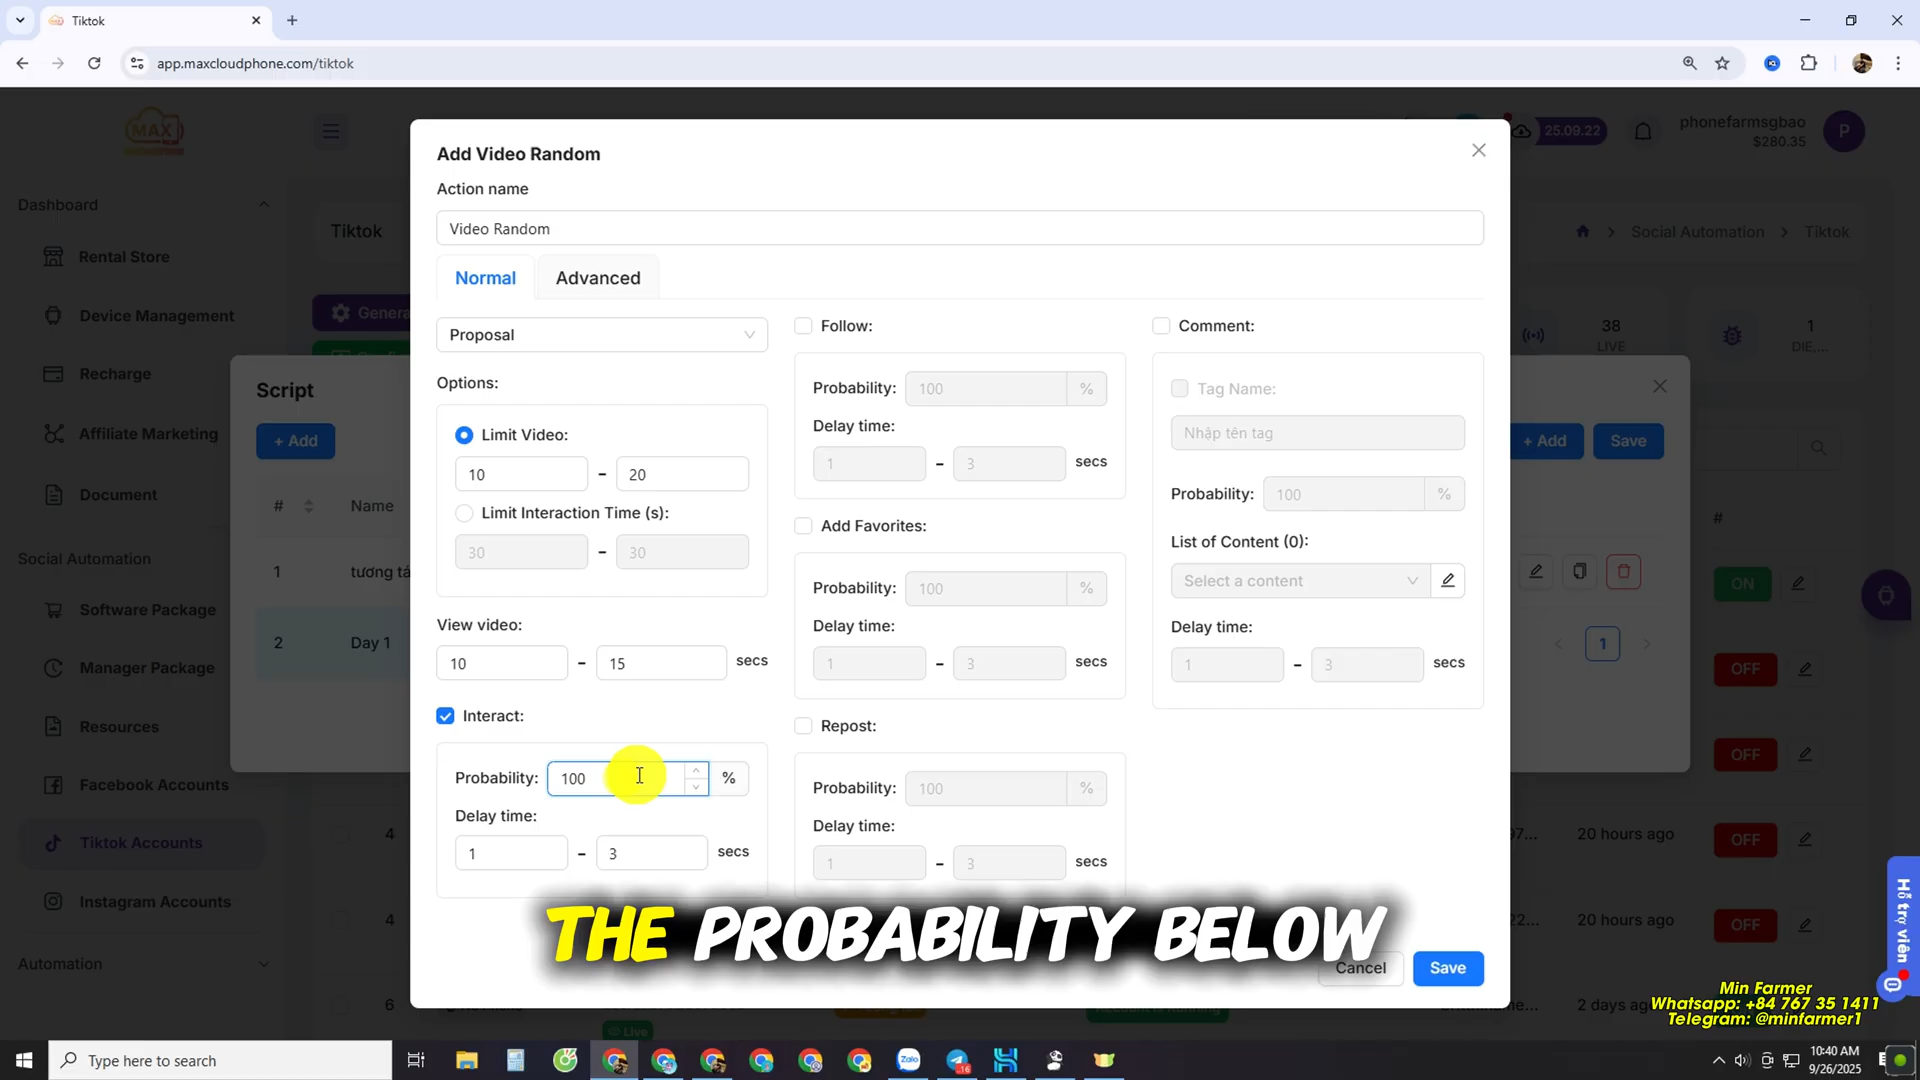 Tiktok
app.maxcloudphone.com/tiktok
MAX
25.09.22
phonefarmsgbao
$280.35
P
Dashboard
Rental Store
Device Management
Recharge
Affiliate Marketing
Document
Social Automation
Software Package
Manager Package
Resources
Facebook Accounts
Tiktok Accounts
Instagram Accounts
Automation
Tiktok
Social Automation > Tiktok
38
LIVE
1
DIE,...
Script
+ Add
# Name
1 tương tá
2 Day 1
+ Add
Save
#
1
ON
OFF
OFF
OFF
OFF
4
20 hours ago
4
6
2 days ago
Live
Add Video Random
Action name
Video Random
Normal
Advanced
Proposal
Options:
Limit Video:
10 - 20
Limit Interaction Time (s):
30 - 30
View video:
10 - 15 secs
Interact:
Probability: 100 %
Delay time:
1 - 3 secs
Follow:
Probability: 100 %
Delay time:
1 - 3 secs
Add Favorites:
Probability: 100 %
Delay time:
1 - 3 secs
Repost:
Probability: 100 %
Delay time:
1 - 3 secs
Comment:
Tag Name:
Nhập tên tag
Probability: 100 %
List of Content (0):
Select a content
Delay time:
1 - 3 secs
Cancel
Save
THE PROBABILITY BELOW
Hỗ trợ viên
Min Farmer
Whatsapp: +84 767 35 1411
Telegram: @minfarmer1
Type here to search
Zalo
10:40 AM
9/26/2025